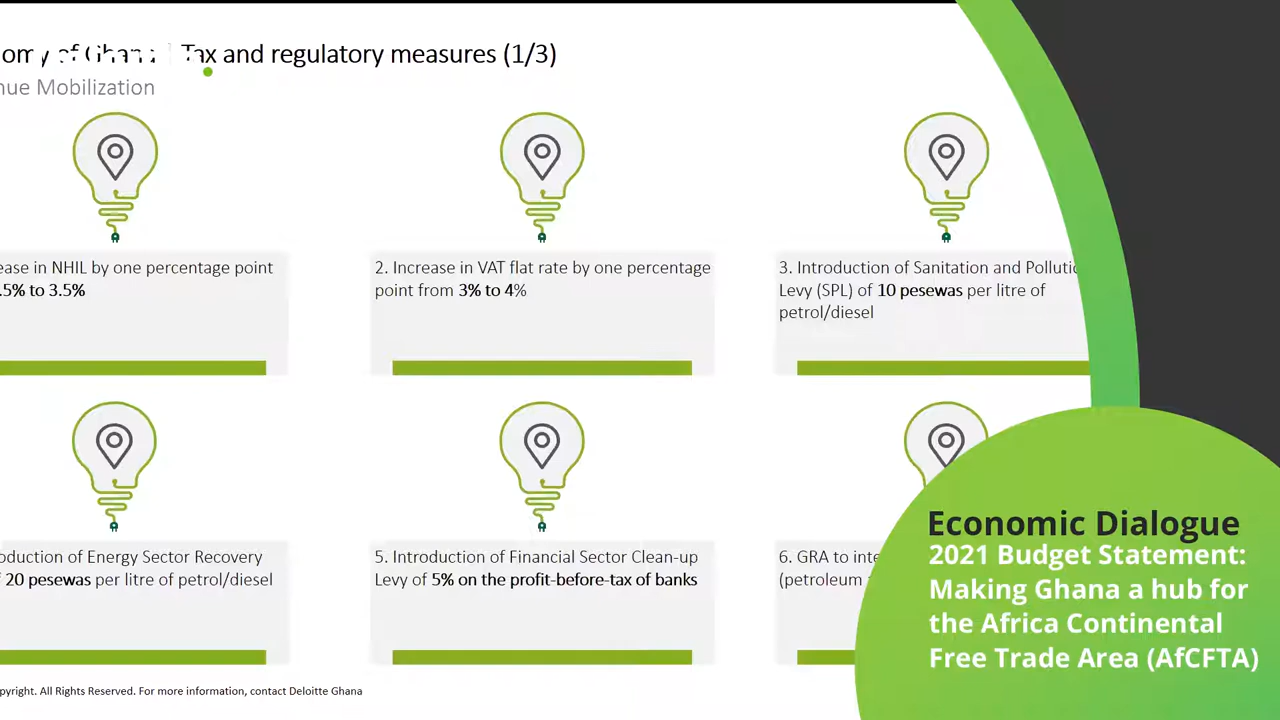 omy of Ghana | Tax and regulatory measures (1/3)
nue Mobilization
ease in NHIL by one percentage point
.5% to 3.5%
2. Increase in VAT flat rate by one percentage
point from 3% to 4%
3. Introduction of Sanitation and Pollutio
Levy (SPL) of 10 pesewas per litre of
petrol/diesel
oduction of Energy Sector Recovery
20 pesewas per litre of petrol/diesel
5. Introduction of Financial Sector Clean-up
Levy of 5% on the profit-before-tax of banks
6. GRA to inte
(petroleum
pyright. All Rights Reserved. For more information, contact Deloitte Ghana
Economic Dialogue
2021 Budget Statement:
Making Ghana a hub for
the Africa Continental
Free Trade Area (AfCFTA)